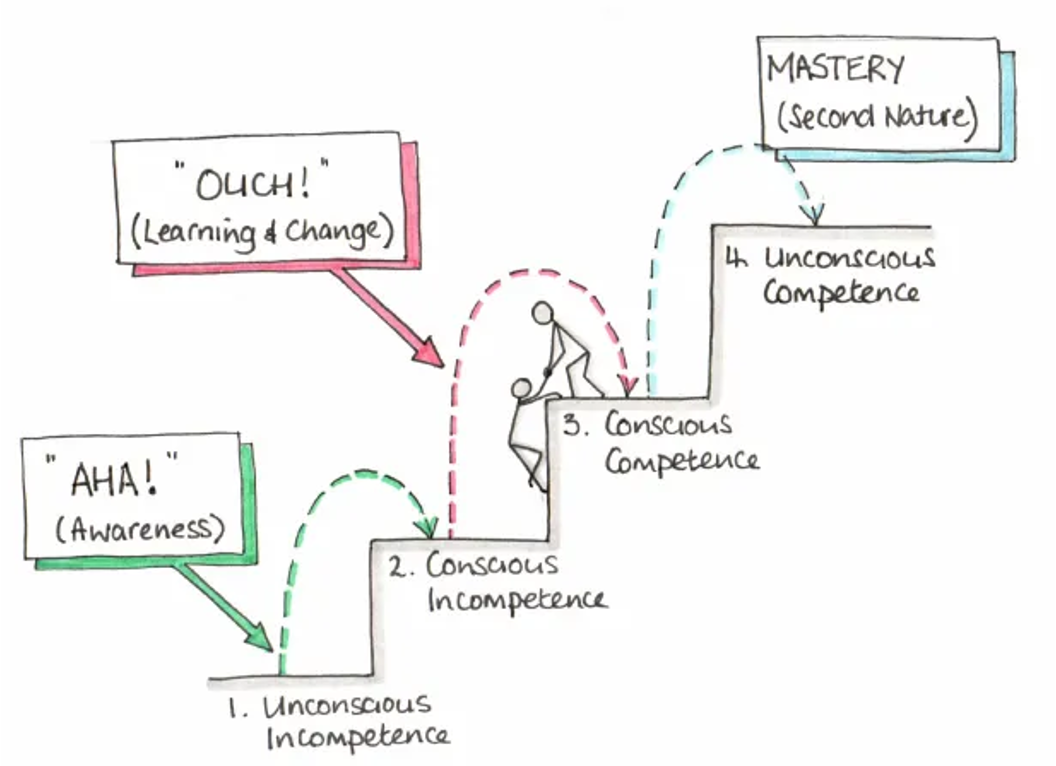 MASTERY
(Second Nature)
"OUCH!"
(Learning & Change)
4. Unconscious
Competence
3. Conscious
Competence
"AHA!"
(Awareness)
2. Conscious
Incompetence
1. Unconscious
Incompetence